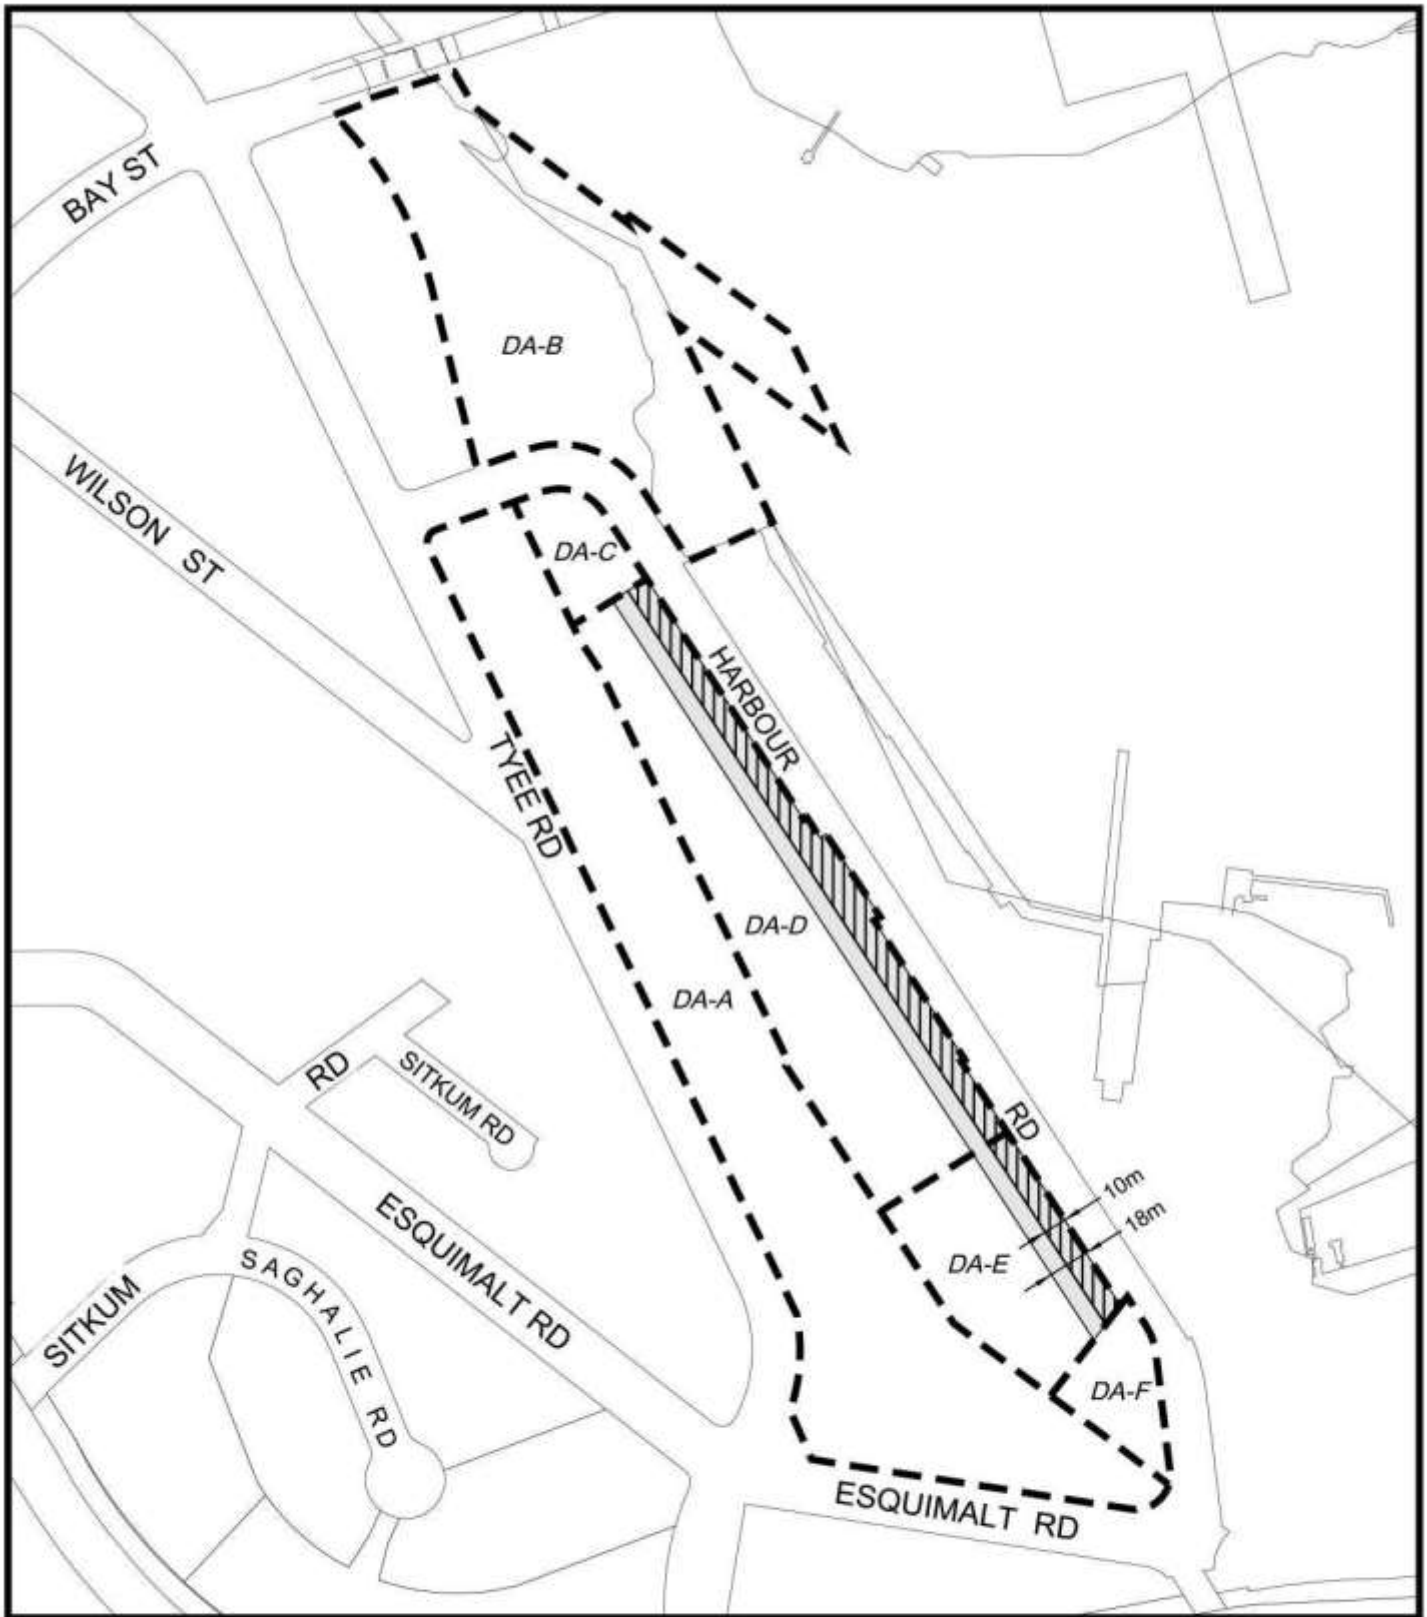 BAY ST
DA-B
WILSON ST
DA-C
HARBOUR
TYEE RD
DA-D
DA-A
RD
SITKUM RD
RD
10m
18m
ESQUIMALT RD
DA-E
SAGHALIE RD
SITKUM
DA-F
ESQUIMALT RD